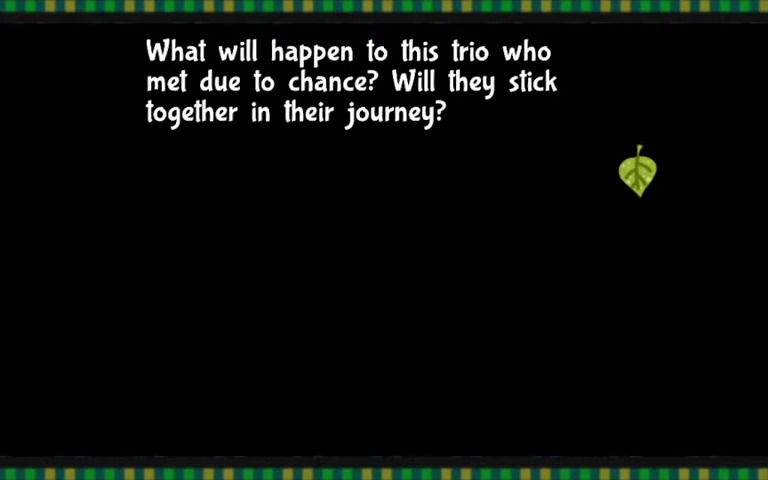 What will happen to this trio who
met due to chance? Will they stick
together in their journey?